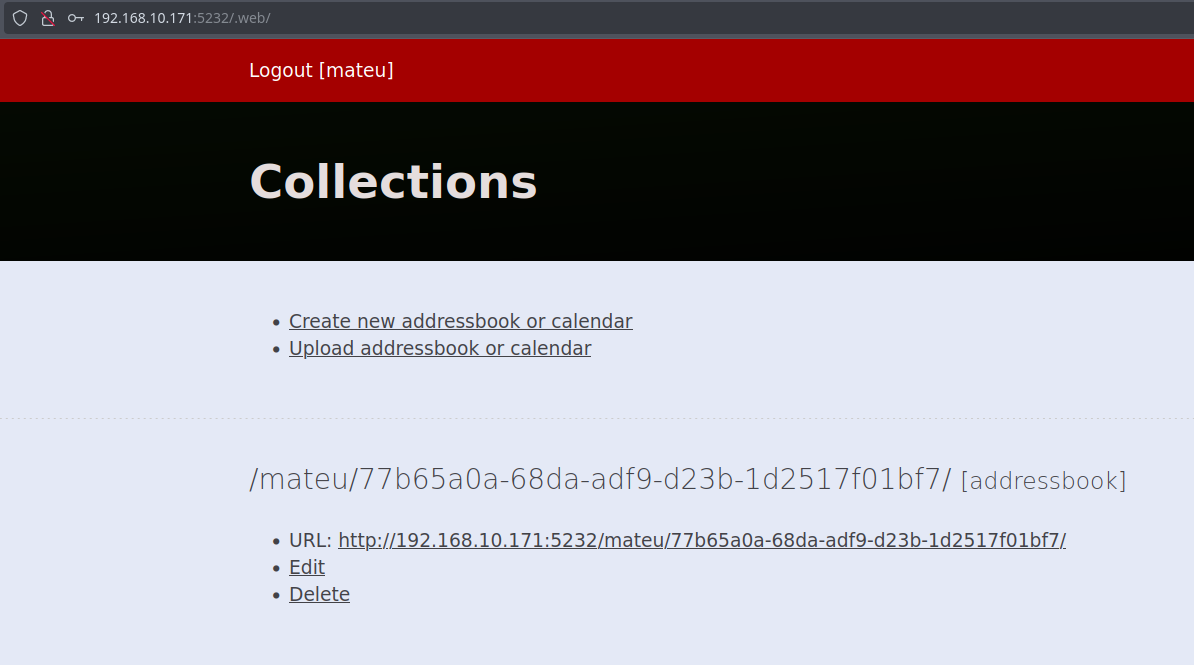 192.168.10.171:5232/.web/
Logout [mateu]
Collections
Create new addressbook or calendar
Upload addressbook or calendar
/mateu/77b65a0a-68da-adf9-d23b-1d2517f01bf7/ [addressbook]
URL: http://192.168.10.171:5232/mateu/77b65a0a-68da-adf9-d23b-1d2517f01bf7/
Edit
Delete